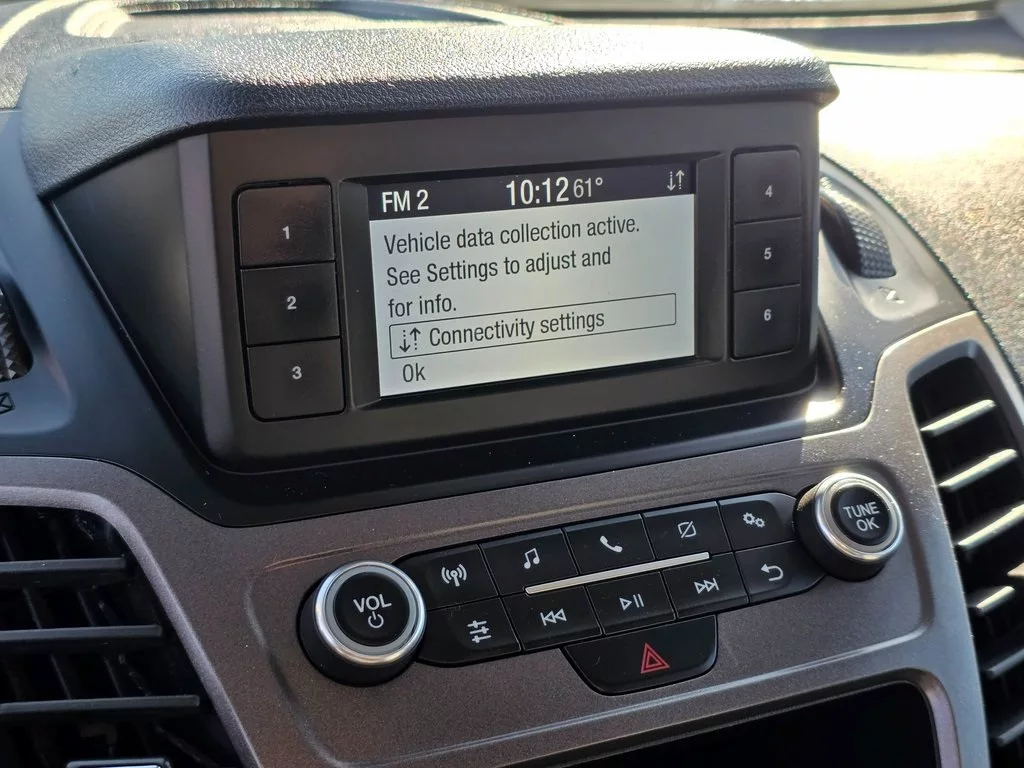 FM 2 10:12 61°
Vehicle data collection active.
See Settings to adjust and
for info.
Connectivity settings
Ok
1
2
3
4
5
6
VOL
TUNE
OK